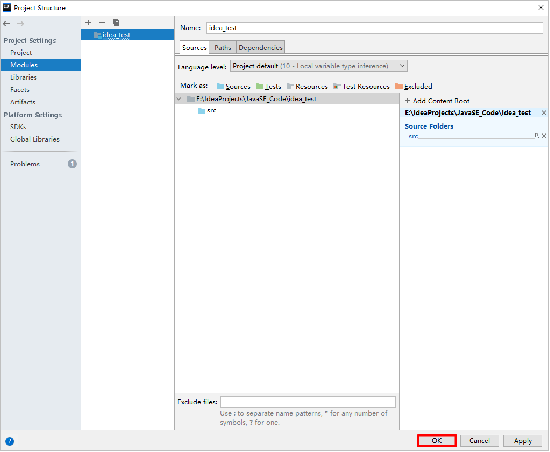 Project Structure
Project Settings
Project
Modules
Libraries
Facets
Artifacts
Platform Settings
SDKs
Global Libraries
Problems
1
idea_test
Name: idea_test
Sources Paths Dependencies
Language level: Project default (10 - Local variable type inference)
Mark as: Sources Tests Resources Test Resources Excluded
E:\IdeaProjects\JavaSE_Code\idea_test
src
+ Add Content Root
E:\IdeaProjects\JavaSE_Code\idea_test
Source Folders
src
Exclude files:
Use ; to separate name patterns, * for any number of
symbols, ? for one.
?
OK Cancel Apply